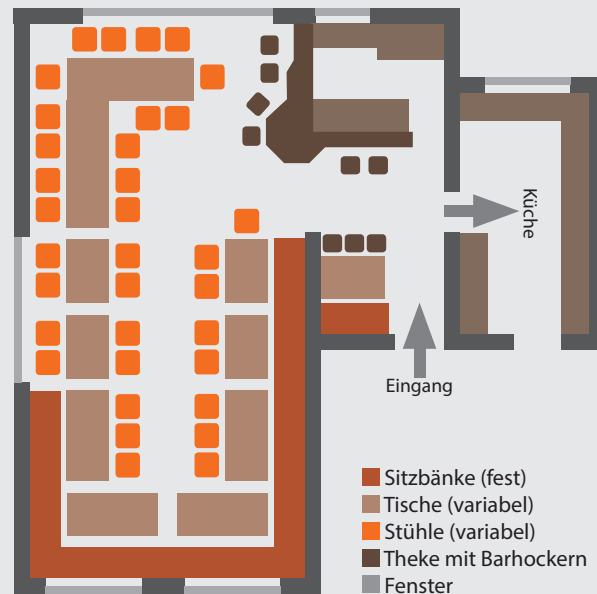 Küche
Eingang
Sitzbänke (fest)
Tische (variabel)
Stühle (variabel)
Theke mit Barhockern
Fenster